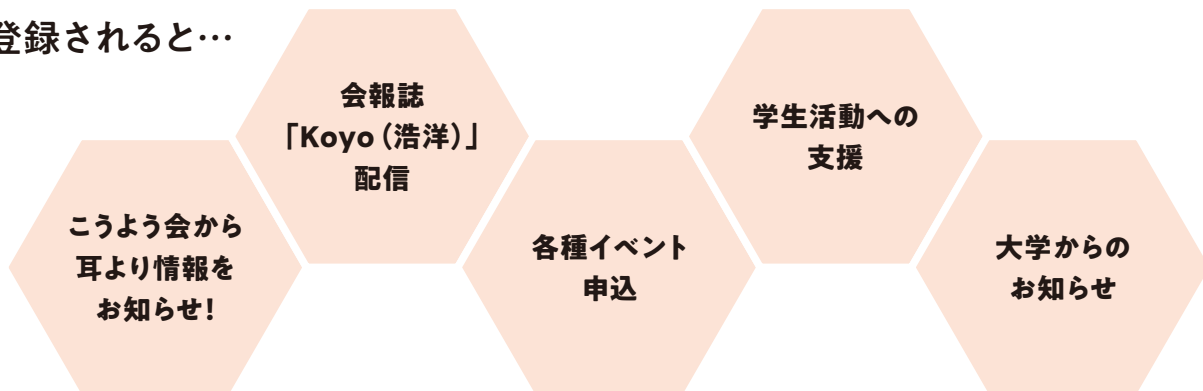 登録されると…
こうよう会から
耳より情報を
お知らせ!
会報誌
「Koyo(浩洋)」
配信
各種イベント
申込
学生活動への
支援
大学からの
お知らせ